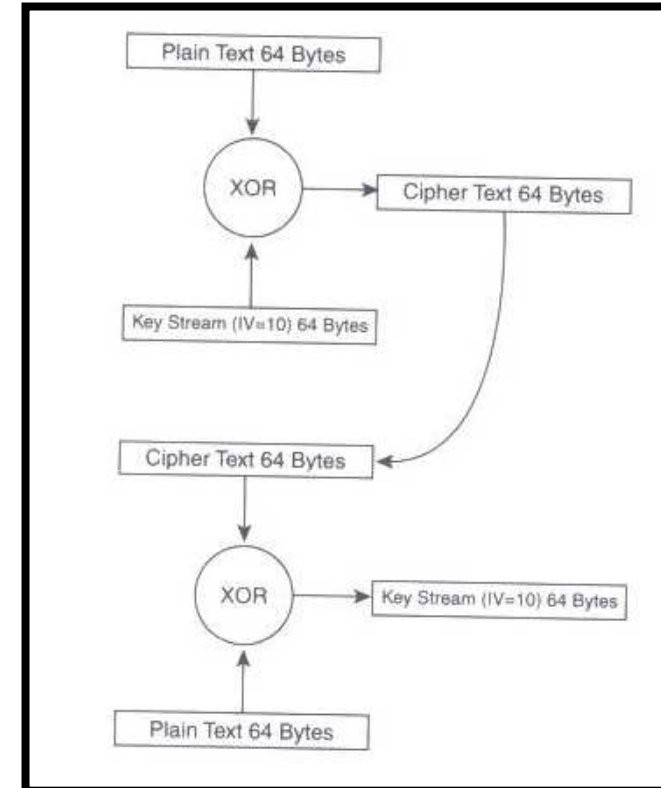 Plain Text 64 Bytes
XOR
Cipher Text 64 Bytes
Key Stream (IV=10) 64 Bytes
Cipher Text 64 Bytes
XOR
Key Stream (IV=10) 64 Bytes
Plain Text 64 Bytes